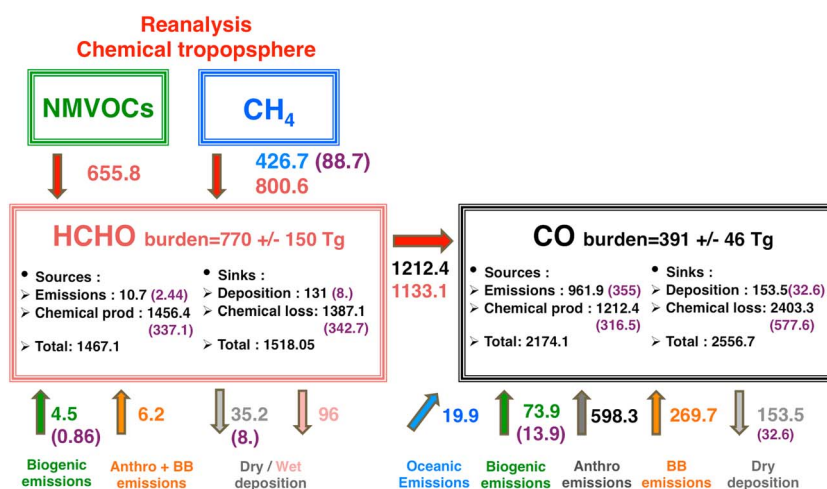 Reanalysis
Chemical tropopsphere
NMVOCs
CH4
655.8
426.7 (88.7)
800.6
HCHO burden=770 +/- 150 Tg
• Sources :
➢ Emissions : 10.7 (2.44)
➢ Chemical prod : 1456.4
(337.1)
➢ Total: 1467.1
• Sinks :
➢ Deposition : 131 (8.)
➢ Chemical loss: 1387.1
(342.7)
➢ Total : 1518.05
1212.4
1133.1
CO burden=391 +/- 46 Tg
• Sources :
➢ Emissions : 961.9 (355)
➢ Chemical prod : 1212.4
(316.5)
➢ Total: 2174.1
• Sinks :
➢ Deposition : 153.5(32.6)
➢ Chemical loss: 2403.3
(577.6)
➢ Total : 2556.7
4.5
(0.86)
6.2
35.2
(8.)
96
19.9
73.9
(13.9)
598.3
269.7
153.5
(32.6)
Biogenic
emissions
Anthro + BB
emissions
Dry / Wet
deposition
Oceanic
Emissions
Biogenic
emissions
Anthro
emissions
BB
emissions
Dry
deposition